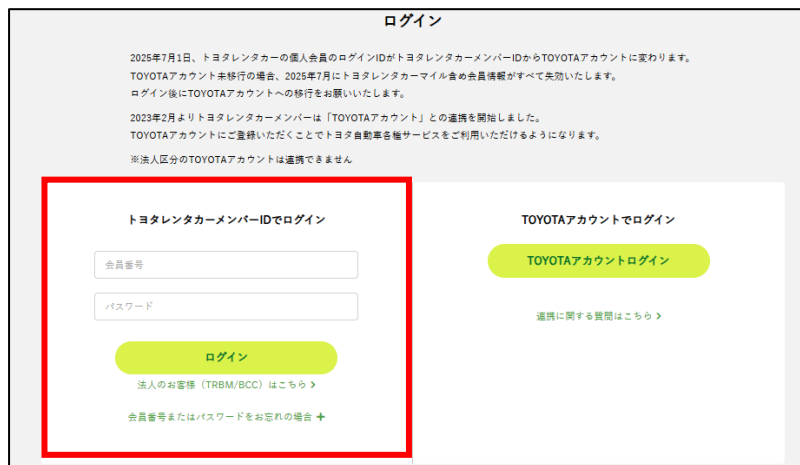 ログイン
2025年7月1日、トヨタレンタカーの個人会員のログインIDがトヨタレンタカーメンバーIDからTOYOTAアカウントに変わります。
TOYOTAアカウント未移行の場合、2025年7月にトヨタレンタカーマイル含め会員情報がすべて失効いたします。
ログイン後にTOYOTAアカウントへの移行をお願いいたします。
2023年2月よりトヨタレンタカーメンバーは「TOYOTAアカウント」との連携を開始しました。
TOYOTAアカウントにご登録いただくことでトヨタ自動車各種サービスをご利用いただけるようになります。
※法人区分のTOYOTAアカウントは連携できません
トヨタレンタカーメンバーIDでログイン
会員番号
パスワード
ログイン
法人のお客様（TRBM/BCC）はこちら >
会員番号またはパスワードをお忘れの場合 +
TOYOTAアカウントでログイン
TOYOTAアカウントログイン
連携に関する質問はこちら >